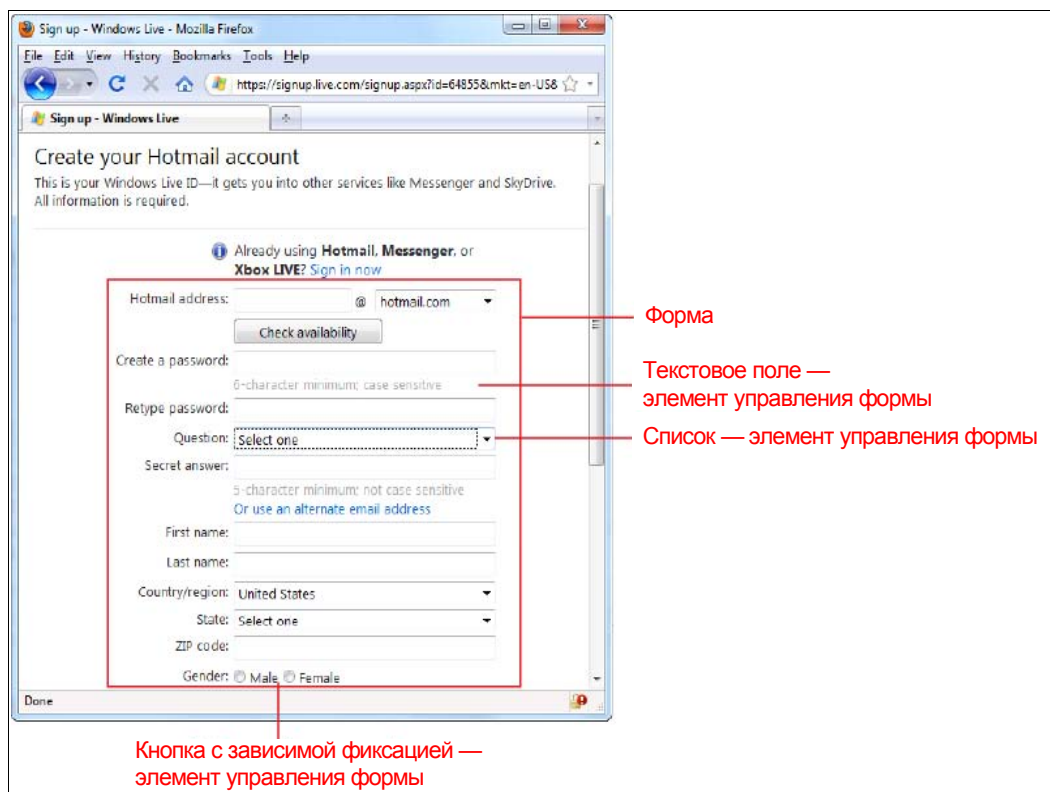 Sign up - Windows Live - Mozilla Firefox
File Edit View History Bookmarks Tools Help
https://signup.live.com/signup.aspx?id=64855&mkt=en-US&
Sign up - Windows Live
Create your Hotmail account
This is your Windows Live ID—it gets you into other services like Messenger and SkyDrive.
All information is required.
Already using Hotmail, Messenger, or
Xbox LIVE? Sign in now
Hotmail address: @ hotmail.com
Check availability
Форма
Create a password:
6-character minimum; case sensitive
Текстовое поле —
элемент управления формы
Retype password:
Question: Select one
Список — элемент управления формы
Secret answer:
5-character minimum; not case sensitive
Or use an alternate email address
First name:
Last name:
Country/region: United States
State: Select one
ZIP code:
Gender: Male Female
Done
Кнопка с зависимой фиксацией —
элемент управления формы